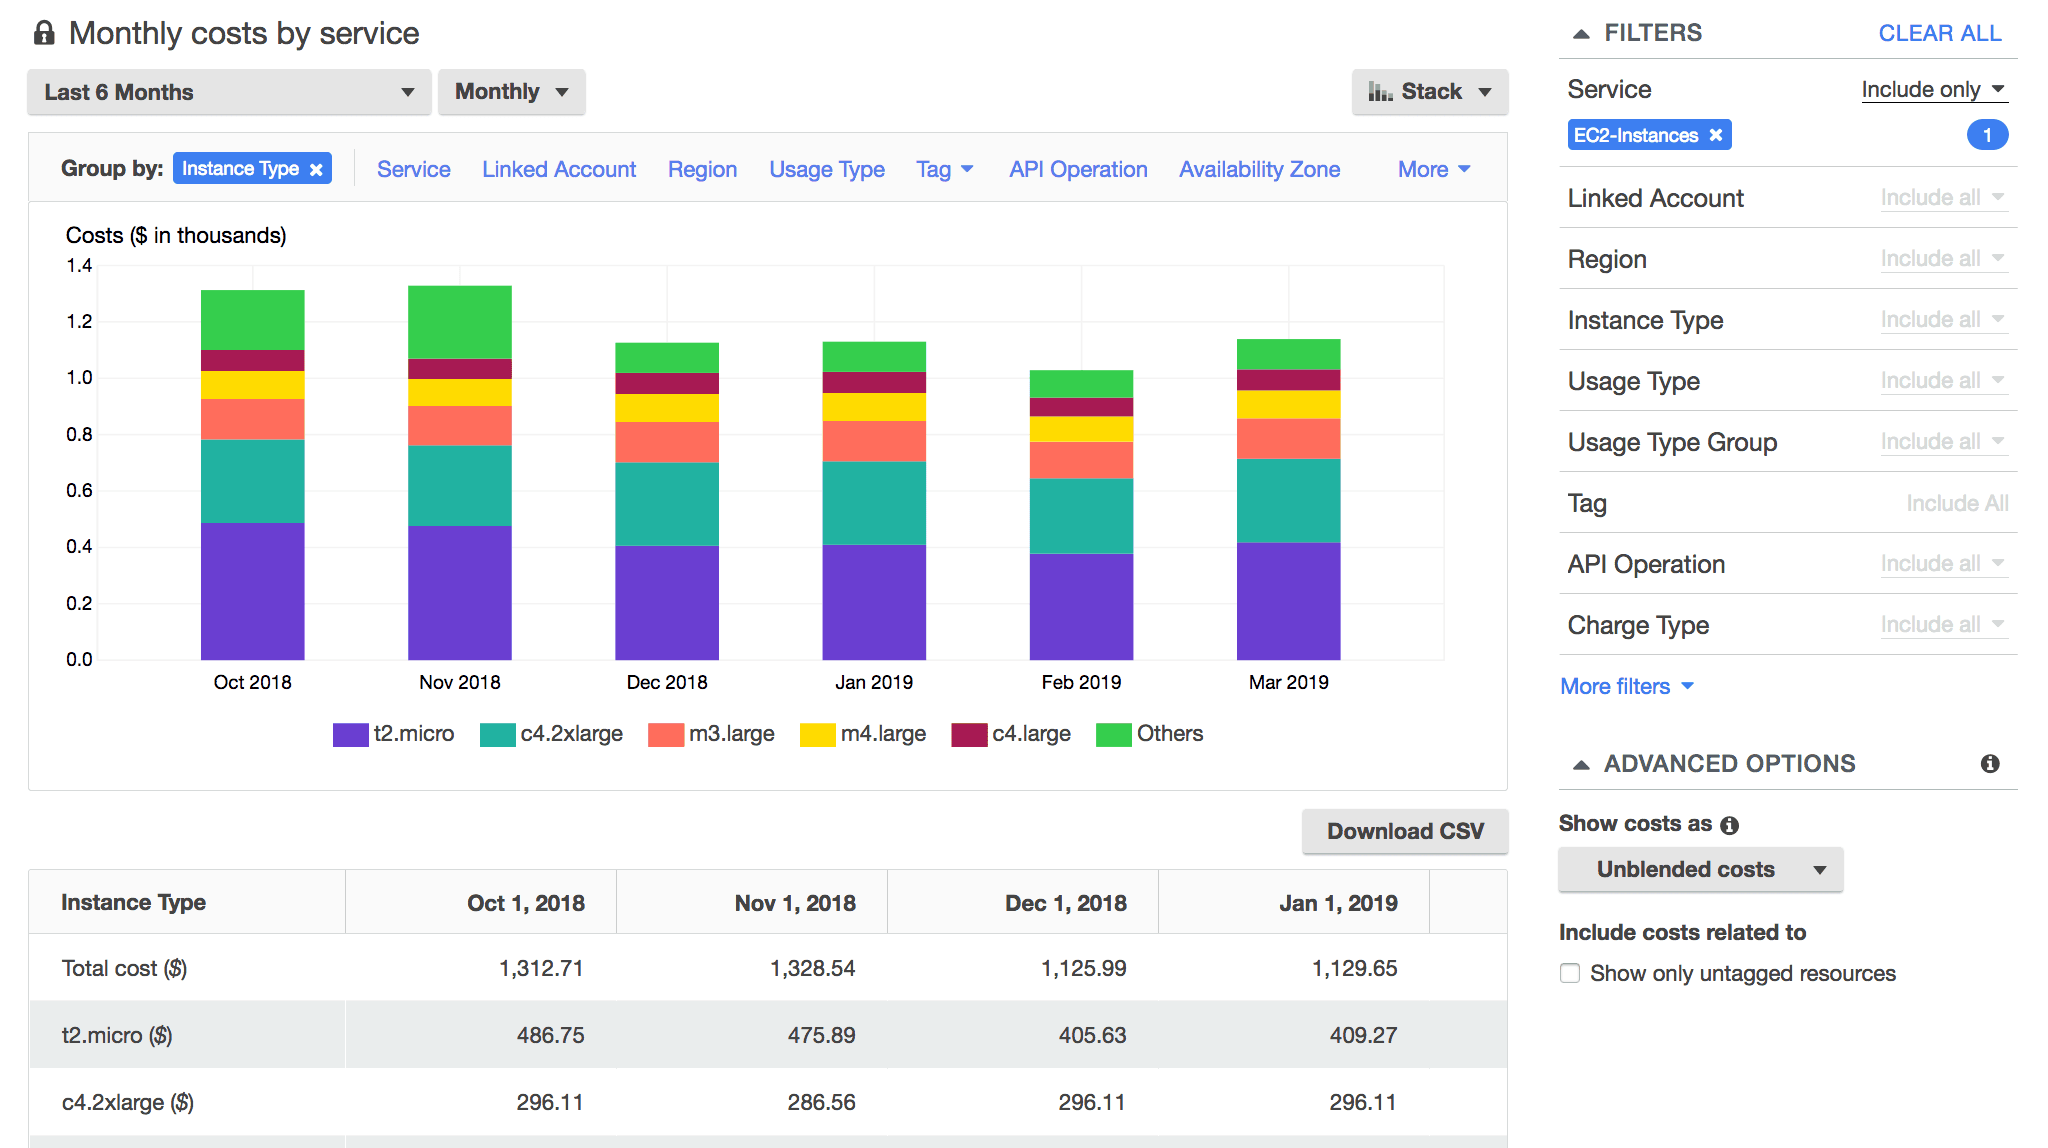 Monthly costs by service
Last 6 Months
Monthly
Stack
Group by: Instance Type × Service Linked Account Region Usage Type Tag API Operation Availability Zone More
Costs ($ in thousands)
1.4
1.2
1.0
0.8
0.6
0.4
0.2
0.0
Oct 2018 Nov 2018 Dec 2018 Jan 2019 Feb 2019 Mar 2019
t2.micro c4.2xlarge m3.large m4.large c4.large Others
Download CSV
Instance Type Oct 1, 2018 Nov 1, 2018 Dec 1, 2018 Jan 1, 2019
Total cost ($) 1,312.71 1,328.54 1,125.99 1,129.65
t2.micro ($) 486.75 475.89 405.63 409.27
c4.2xlarge ($) 296.11 286.56 296.11 296.11
FILTERS CLEAR ALL
Service Include only
EC2-Instances × 1
Linked Account Include all
Region Include all
Instance Type Include all
Usage Type Include all
Usage Type Group Include all
Tag Include All
API Operation Include all
Charge Type Include all
More filters
ADVANCED OPTIONS
Show costs as
Unblended costs
Include costs related to
Show only untagged resources